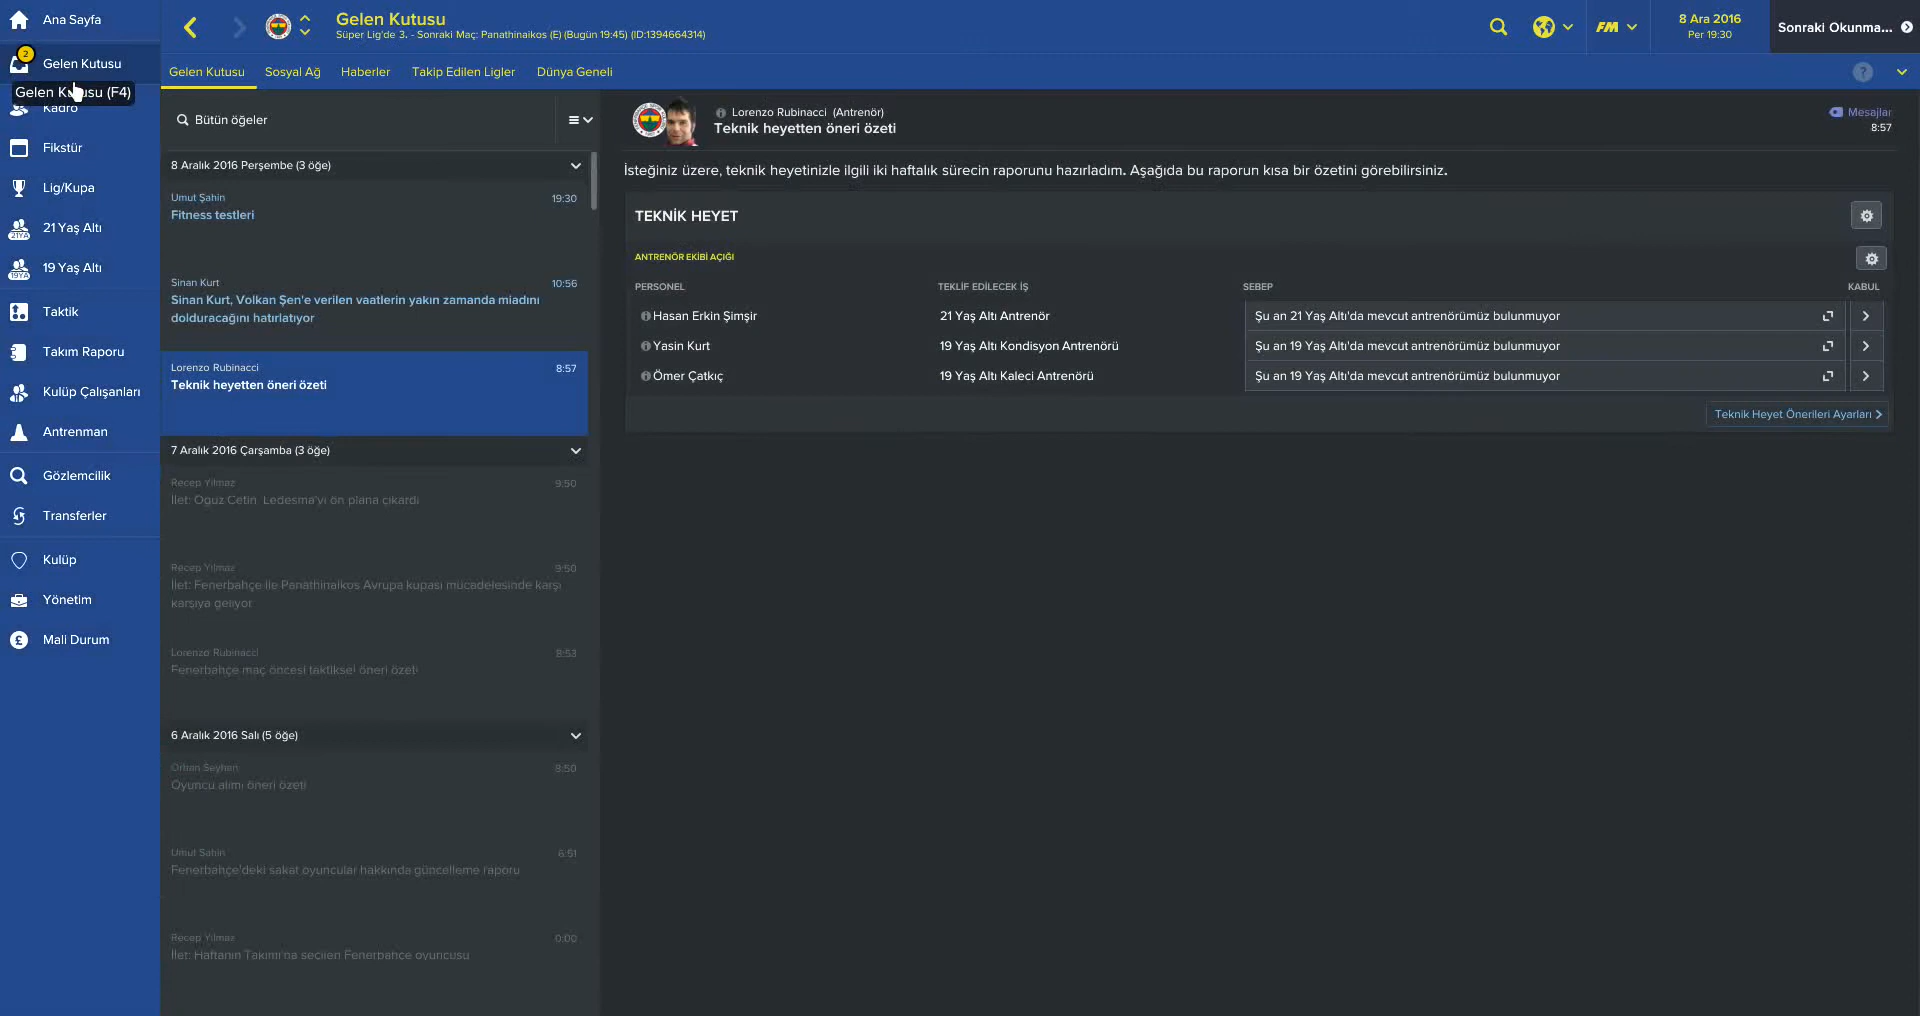 Ana Sayfa
2
Gelen Kutusu
Gelen Kutusu (F4)
Kadro
Fikstür
Lig/Kupa
21 Yaş Altı
19 Yaş Altı
Taktik
Takım Raporu
Kulüp Çalışanları
Antrenman
Gözlemcilik
Transferler
Kulüp
Yönetim
Mali Durum
Gelen Kutusu
Süper Lig'de 3. - Sonraki Maç: Panathinaikos (E) (Bugün 19:45) (ID:1394664314)
FM
8 Ara 2016
Per 19:30
Sonraki Okunma...
Gelen Kutusu Sosyal Ağ Haberler Takip Edilen Ligler Dünya Geneli
Bütün öğeler
8 Aralık 2016 Perşembe (3 öğe)
Umut Şahin 19:30
Fitness testleri
Sinan Kurt 10:56
Sinan Kurt, Volkan Şen'e verilen vaatlerin yakın zamanda miadını
dolduracağını hatırlatıyor
Lorenzo Rubinacci 8:57
Teknik heyetten öneri özeti
7 Aralık 2016 Çarşamba (3 öğe)
Recep Yılmaz 9:50
İlet: Oğuz Çetin, Ledesma'yı ön plana çıkardı
Recep Yılmaz 9:50
İlet: Fenerbahçe ile Panathinaikos Avrupa kupası mücadelesinde karşı
karşıya geliyor
Lorenzo Rubinacci 8:53
Fenerbahçe maç öncesi taktiksel öneri özeti
6 Aralık 2016 Salı (5 öğe)
Orhan Seyhan 8:50
Oyuncu alımı öneri özeti
Umut Şahin 6:51
Fenerbahçe'deki sakat oyuncular hakkında güncelleme raporu
Recep Yılmaz 0:00
İlet: Haftanın Takımı'na seçilen Fenerbahçe oyuncusu
Lorenzo Rubinacci (Antrenör)
Teknik heyetten öneri özeti
Mesajlar
8:57
İsteğiniz üzere, teknik heyetinizle ilgili iki haftalık sürecin raporunu hazırladım. Aşağıda bu raporun kısa bir özetini görebilirsiniz.
TEKNİK HEYET
ANTRENÖR EKİBİ AÇIĞI
PERSONEL TEKLİF EDİLECEK İŞ SEBEP KABUL
Hasan Erkin Şimşir 21 Yaş Altı Antrenör Şu an 21 Yaş Altı'da mevcut antrenörümüz bulunmuyor
Yasin Kurt 19 Yaş Altı Kondisyon Antrenörü Şu an 19 Yaş Altı'da mevcut antrenörümüz bulunmuyor
Ömer Çatkıç 19 Yaş Altı Kaleci Antrenörü Şu an 19 Yaş Altı'da mevcut antrenörümüz bulunmuyor
Teknik Heyet Önerileri Ayarları